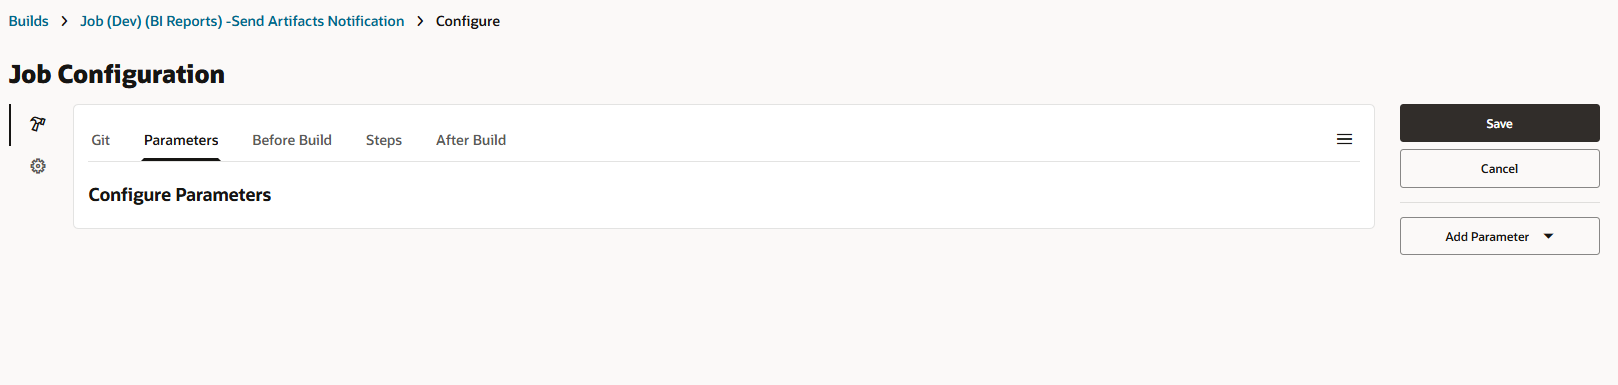 Builds > Job (Dev) (BI Reports) -Send Artifacts Notification > Configure
Job Configuration
Git Parameters Before Build Steps After Build
Configure Parameters
Save
Cancel
Add Parameter